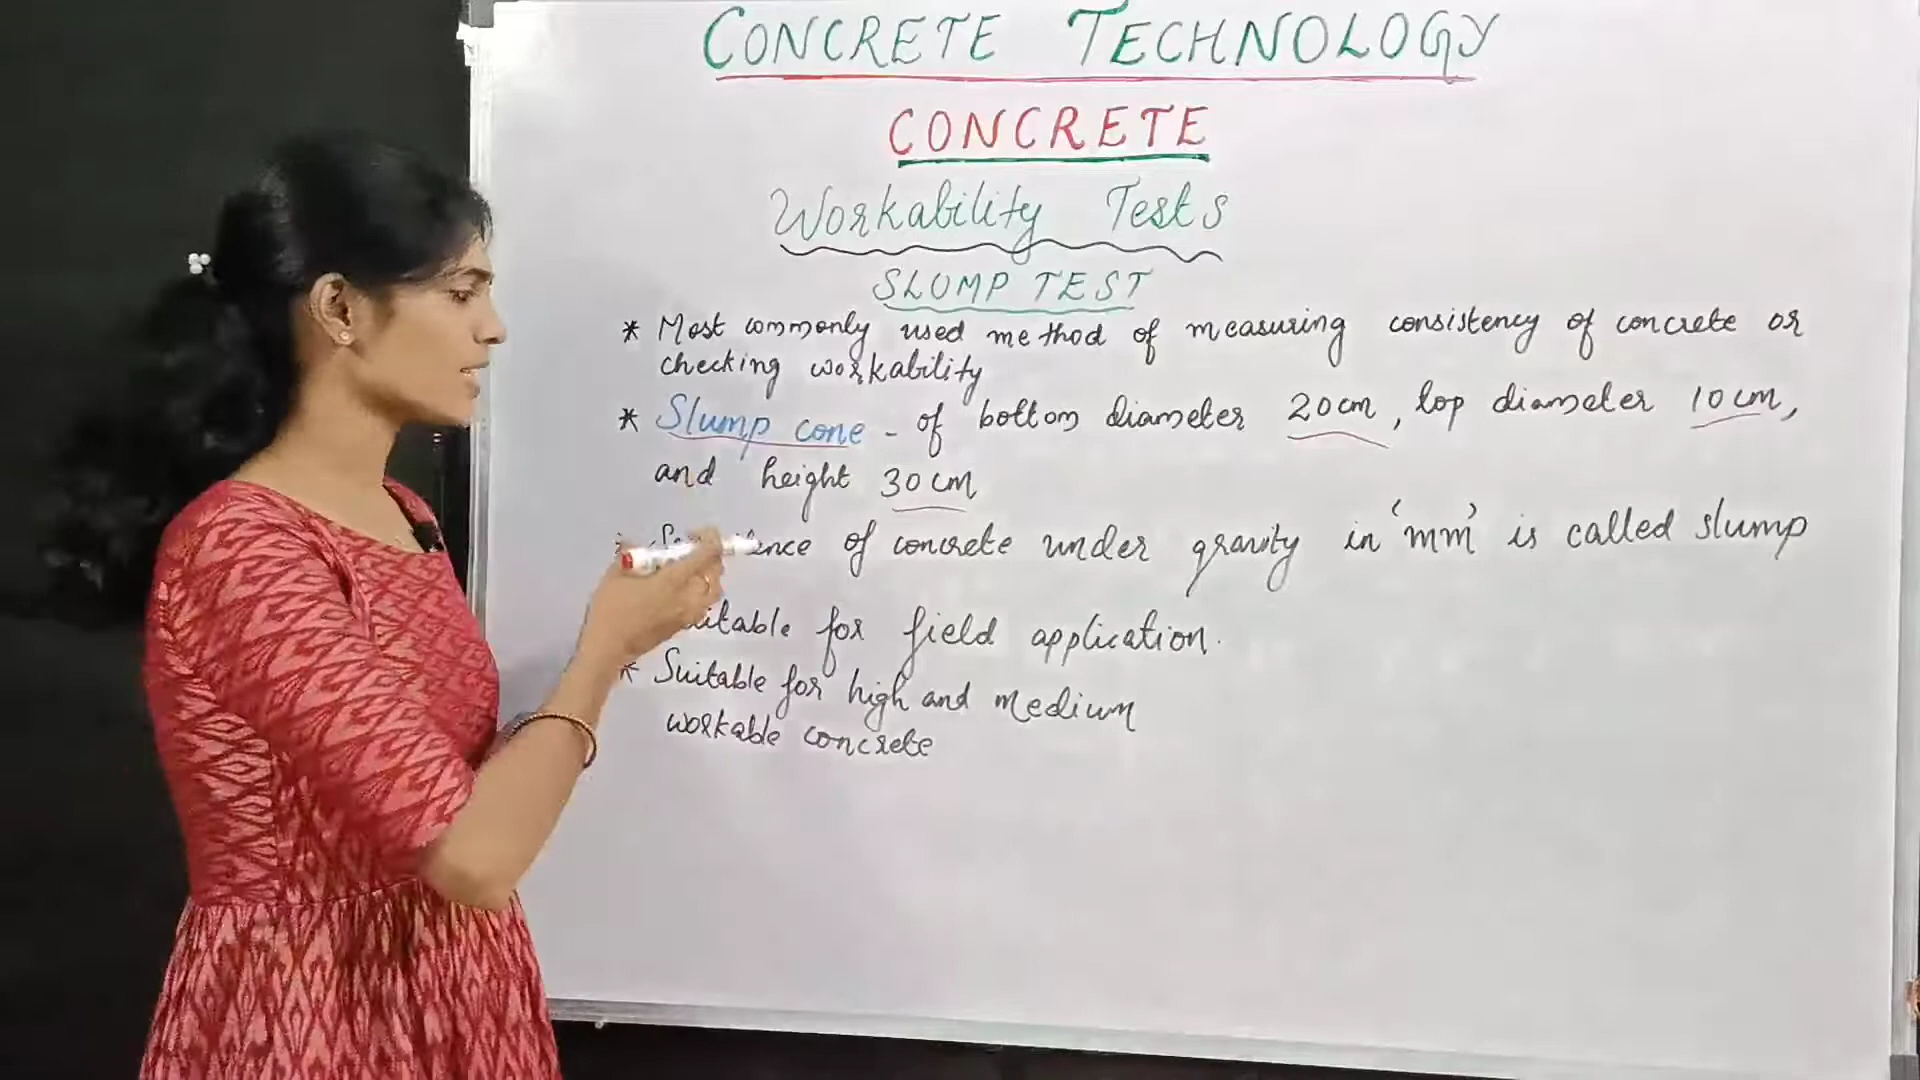 CONCRETE TECHNOLOGY
CONCRETE
Workability Tests
SLUMP TEST
* Most commonly used method of measuring consistency of concrete or
checking workability
* Slump cone - of bottom diameter 20cm, top diameter 10cm,
and height 30cm
of concrete under gravity in 'mm' is called slump
for field application.
* Suitable for high and medium
workable concrete